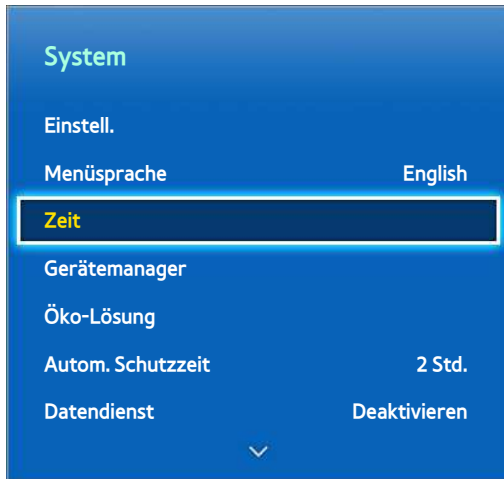 System
Einstell.
Menüsprache English
Zeit
Gerätemanager
Öko-Lösung
Autom. Schutzzeit 2 Std.
Datendienst Deaktivieren